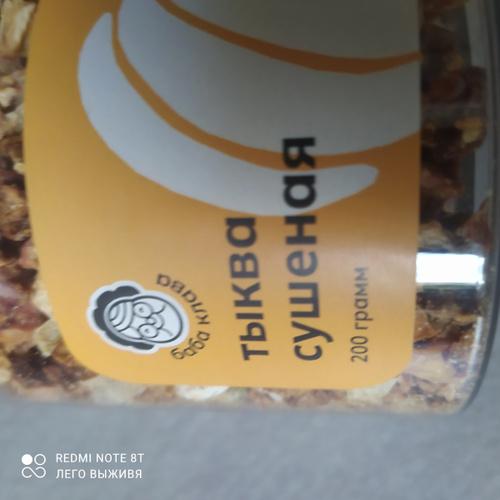 баба клава
тыква
сушеная
200 грамм
REDMI NOTE 8T
ЛЕГО ВЫЖИВЯ